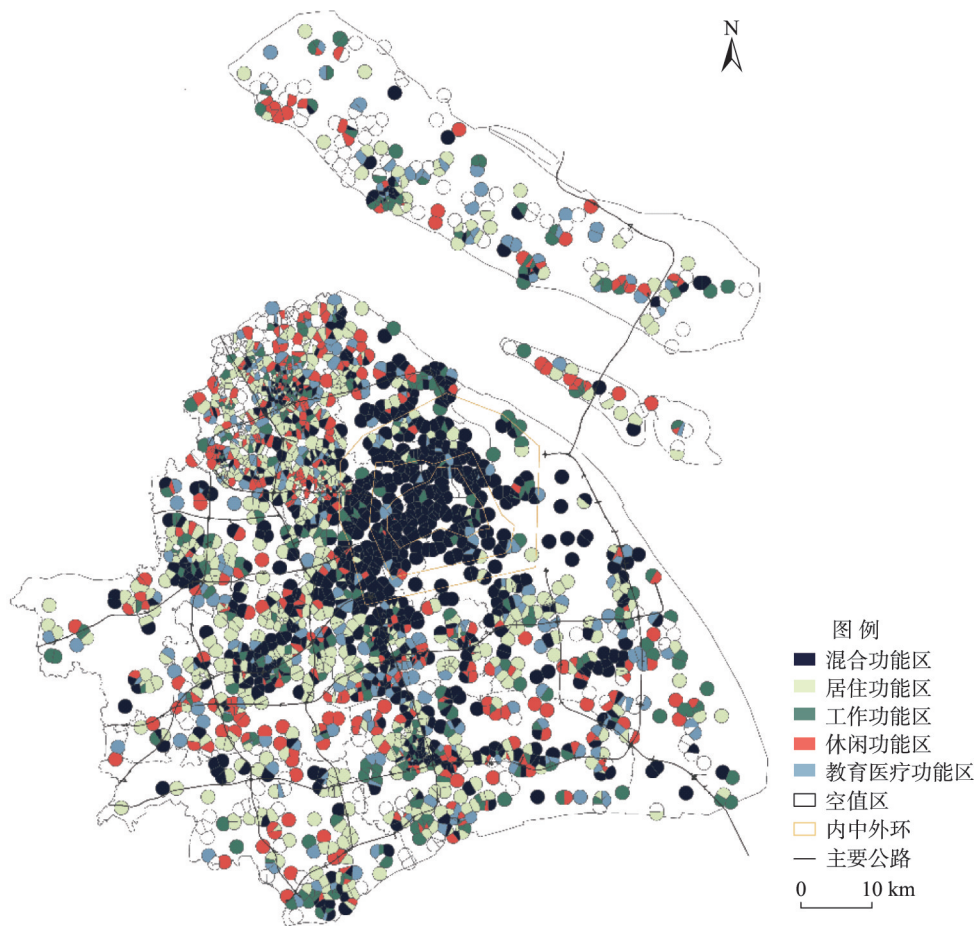 N
图 例
混合功能区
居住功能区
工作功能区
休闲功能区
教育医疗功能区
空值区
内中外环
主要公路
0 10 km